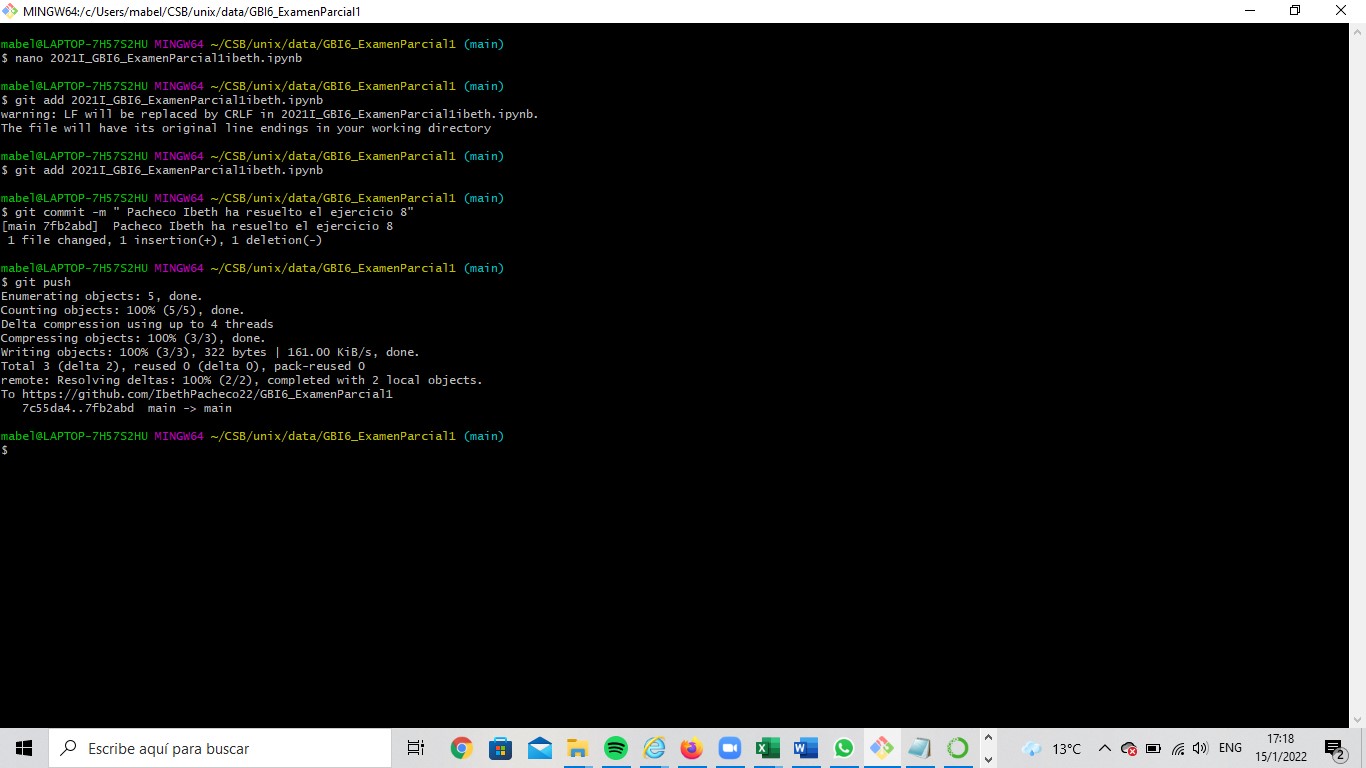 MINGW64:/c/Users/mabel/CSB/unix/data/GBI6_ExamenParcial1
mabel@LAPTOP-7H57S2HU MINGW64 ~/CSB/unix/data/GBI6_ExamenParcial1 (main)
$ nano 2021I_GBI6_ExamenParcial1ibeth.ipynb
mabel@LAPTOP-7H57S2HU MINGW64 ~/CSB/unix/data/GBI6_ExamenParcial1 (main)
$ git add 2021I_GBI6_ExamenParcial1ibeth.ipynb
warning: LF will be replaced by CRLF in 2021I_GBI6_ExamenParcial1ibeth.ipynb.
The file will have its original line endings in your working directory
mabel@LAPTOP-7H57S2HU MINGW64 ~/CSB/unix/data/GBI6_ExamenParcial1 (main)
$ git add 2021I_GBI6_ExamenParcial1ibeth.ipynb
mabel@LAPTOP-7H57S2HU MINGW64 ~/CSB/unix/data/GBI6_ExamenParcial1 (main)
$ git commit -m " Pacheco Ibeth ha resuelto el ejercicio 8"
[main 7fb2abd]  Pacheco Ibeth ha resuelto el ejercicio 8
 1 file changed, 1 insertion(+), 1 deletion(-)
mabel@LAPTOP-7H57S2HU MINGW64 ~/CSB/unix/data/GBI6_ExamenParcial1 (main)
$ git push
Enumerating objects: 5, done.
Counting objects: 100% (5/5), done.
Delta compression using up to 4 threads
Compressing objects: 100% (3/3), done.
Writing objects: 100% (3/3), 322 bytes | 161.00 KiB/s, done.
Total 3 (delta 2), reused 0 (delta 0), pack-reused 0
remote: Resolving deltas: 100% (2/2), completed with 2 local objects.
To https://github.com/IbethPacheco22/GBI6_ExamenParcial1
   7c55da4..7fb2abd  main -> main
mabel@LAPTOP-7H57S2HU MINGW64 ~/CSB/unix/data/GBI6_ExamenParcial1 (main)
$
Escribe aquí para buscar
13°C
ENG
17:18
15/1/2022
2